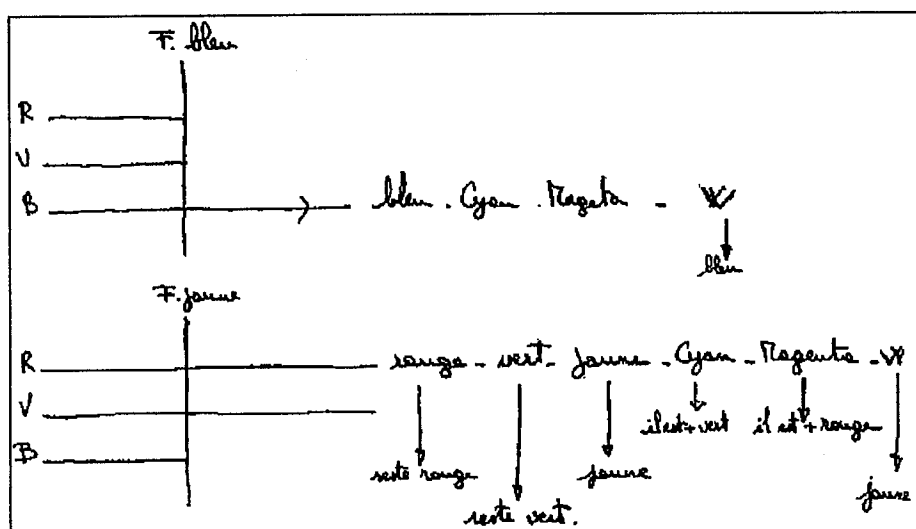 F. bleu
R
V
B bleu - Cyan - Mageta - W
bleu
F. jaune
R rouge - vert - jaune - Cyan - Magenta - W
V
il est + vert il est + rouge
B
reste rouge jaune
jaune
reste vert.